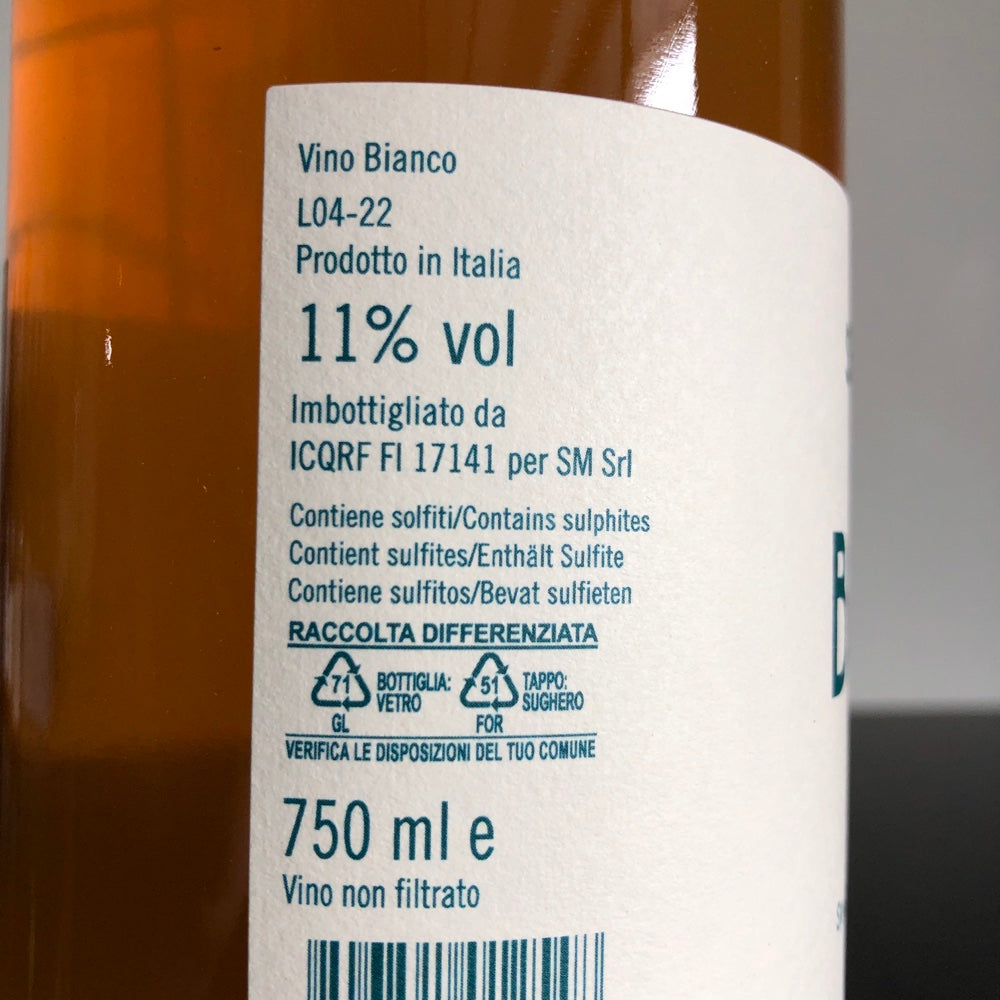 Vino Bianco
L04-22
Prodotto in Italia
11% vol
Imbottigliato da
ICQRF FI 17141 per SM Srl
Contiene solfiti/Contains sulphites
Contient sulfites/Enthält Sulfite
Contiene sulfitos/Bevat sulfieten
RACCOLTA DIFFERENZIATA
71 BOTTIGLIA: 51 TAPPO:
VETRO SUGHERO
GL FOR
VERIFICA LE DISPOSIZIONI DEL TUO COMUNE
750 ml e
Vino non filtrato